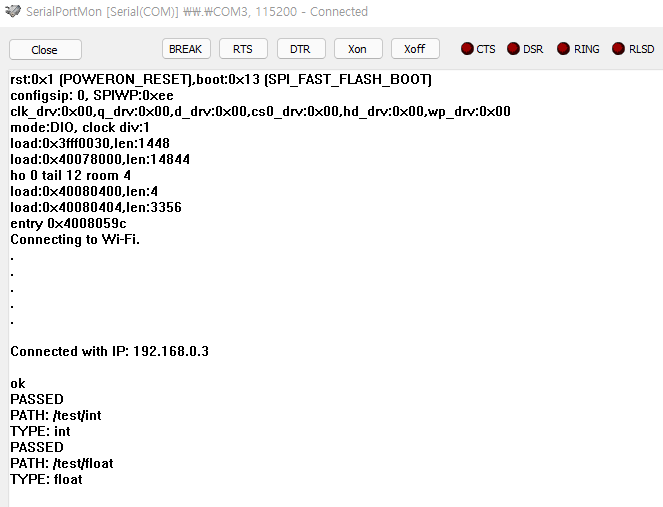 SerialPortMon [Serial(COM)] ₩₩.₩COM3, 115200 - Connected
Close BREAK RTS DTR Xon Xoff CTS DSR RING RLSD
rst:0x1 (POWERON_RESET),boot:0x13 (SPI_FAST_FLASH_BOOT)
configsip: 0, SPIWP:0xee
clk_drv:0x00,q_drv:0x00,d_drv:0x00,cs0_drv:0x00,hd_drv:0x00,wp_drv:0x00
mode:DIO, clock div:1
load:0x3fff0030,len:1448
load:0x40078000,len:14844
ho 0 tail 12 room 4
load:0x40080400,len:4
load:0x40080404,len:3356
entry 0x4008059c
Connecting to Wi-Fi.
.
.
.
.
.
Connected with IP: 192.168.0.3
ok
PASSED
PATH: /test/int
TYPE: int
PASSED
PATH: /test/float
TYPE: float